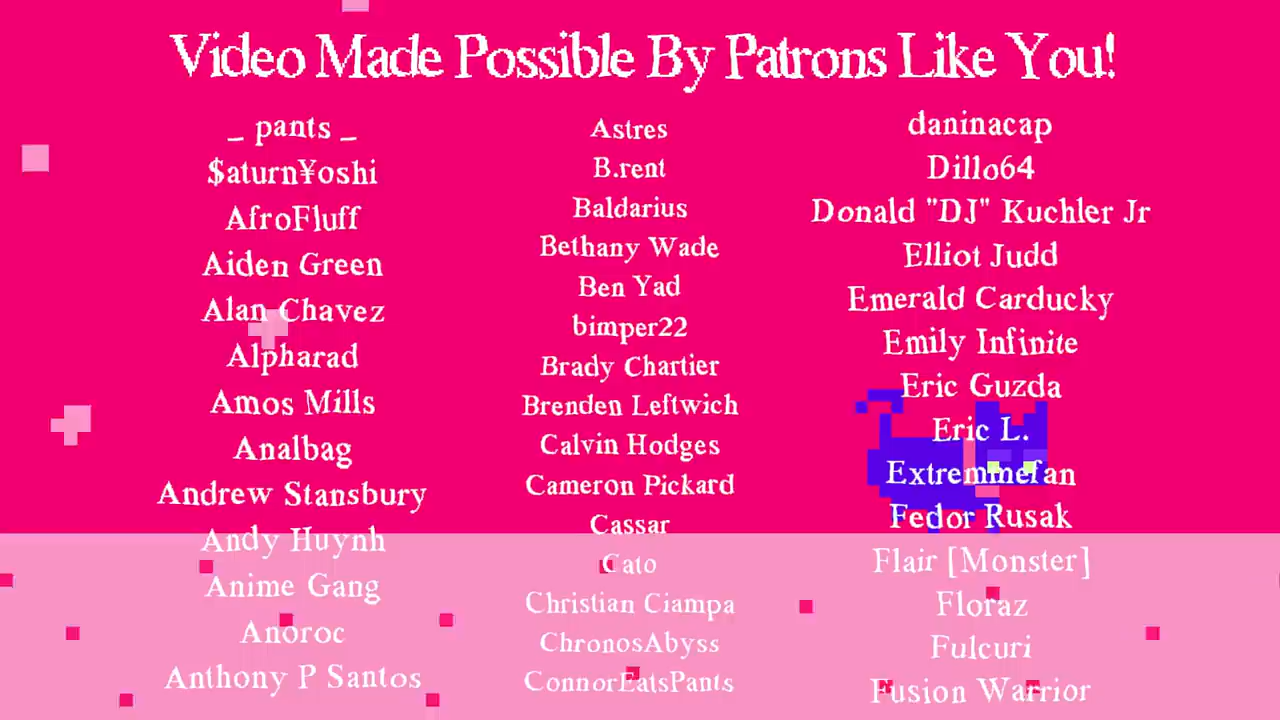 Video Made Possible By Patrons Like You!
_ pants _
$aturn¥oshi
AfroFluff
Aiden Green
Alan Chavez
Alpharad
Amos Mills
Analbag
Andrew Stansbury
Andy Huynh
Anime Gang
Anoroc
Anthony P Santos
Astres
B.rent
Baldarius
Bethany Wade
Ben Yad
bimper22
Brady Chartier
Brenden Leftwich
Calvin Hodges
Cameron Pickard
Cassar
Cato
Christian Ciampa
ChronosAbyss
ConnorEatsPants
daninacap
Dillo64
Donald "DJ" Kuchler Jr
Elliot Judd
Emerald Carducky
Emily Infinite
Eric Guzda
Eric L.
Extremmefan
Fedor Rusak
Flair [Monster]
Floraz
Fulcuri
Fusion Warrior